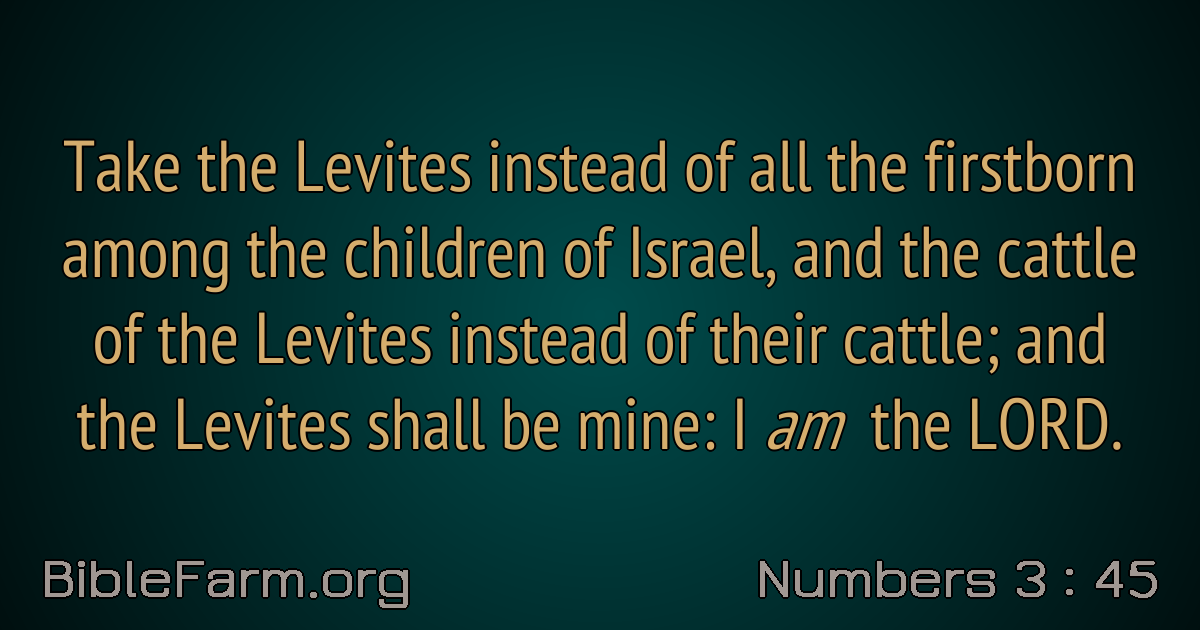 Take the Levites instead of all the firstborn
among the children of Israel, and the cattle
of the Levites instead of their cattle; and
the Levites shall be mine: I am the LORD.
BibleFarm.org
Numbers 3 : 45